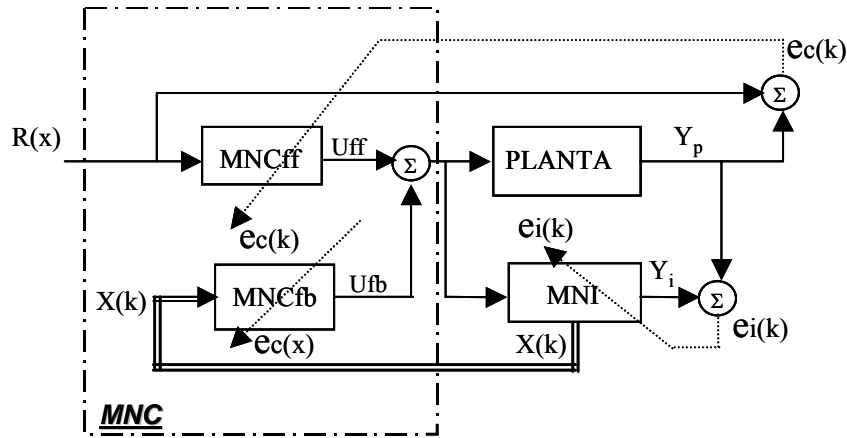 ec(k)
R(x)
MNCff
Uff
Σ
PLANTA
Yp
Σ
ec(k)
ei(k)
X(k)
MNCfb
Ufb
MNI
Yi
Σ
ec(x)
X(k)
ei(k)
MNC